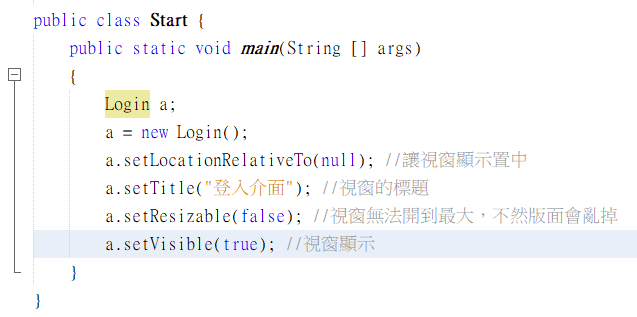 public class Start {
public static void main(String [] args)
{
Login a;
a = new Login();
a.setLocationRelativeTo(null); //讓視窗顯示置中
a.setTitle("登入介面"); //視窗的標題
a.setResizable(false); //視窗無法開到最大，不然版面會亂掉
a.setVisible(true); //視窗顯示
}
}